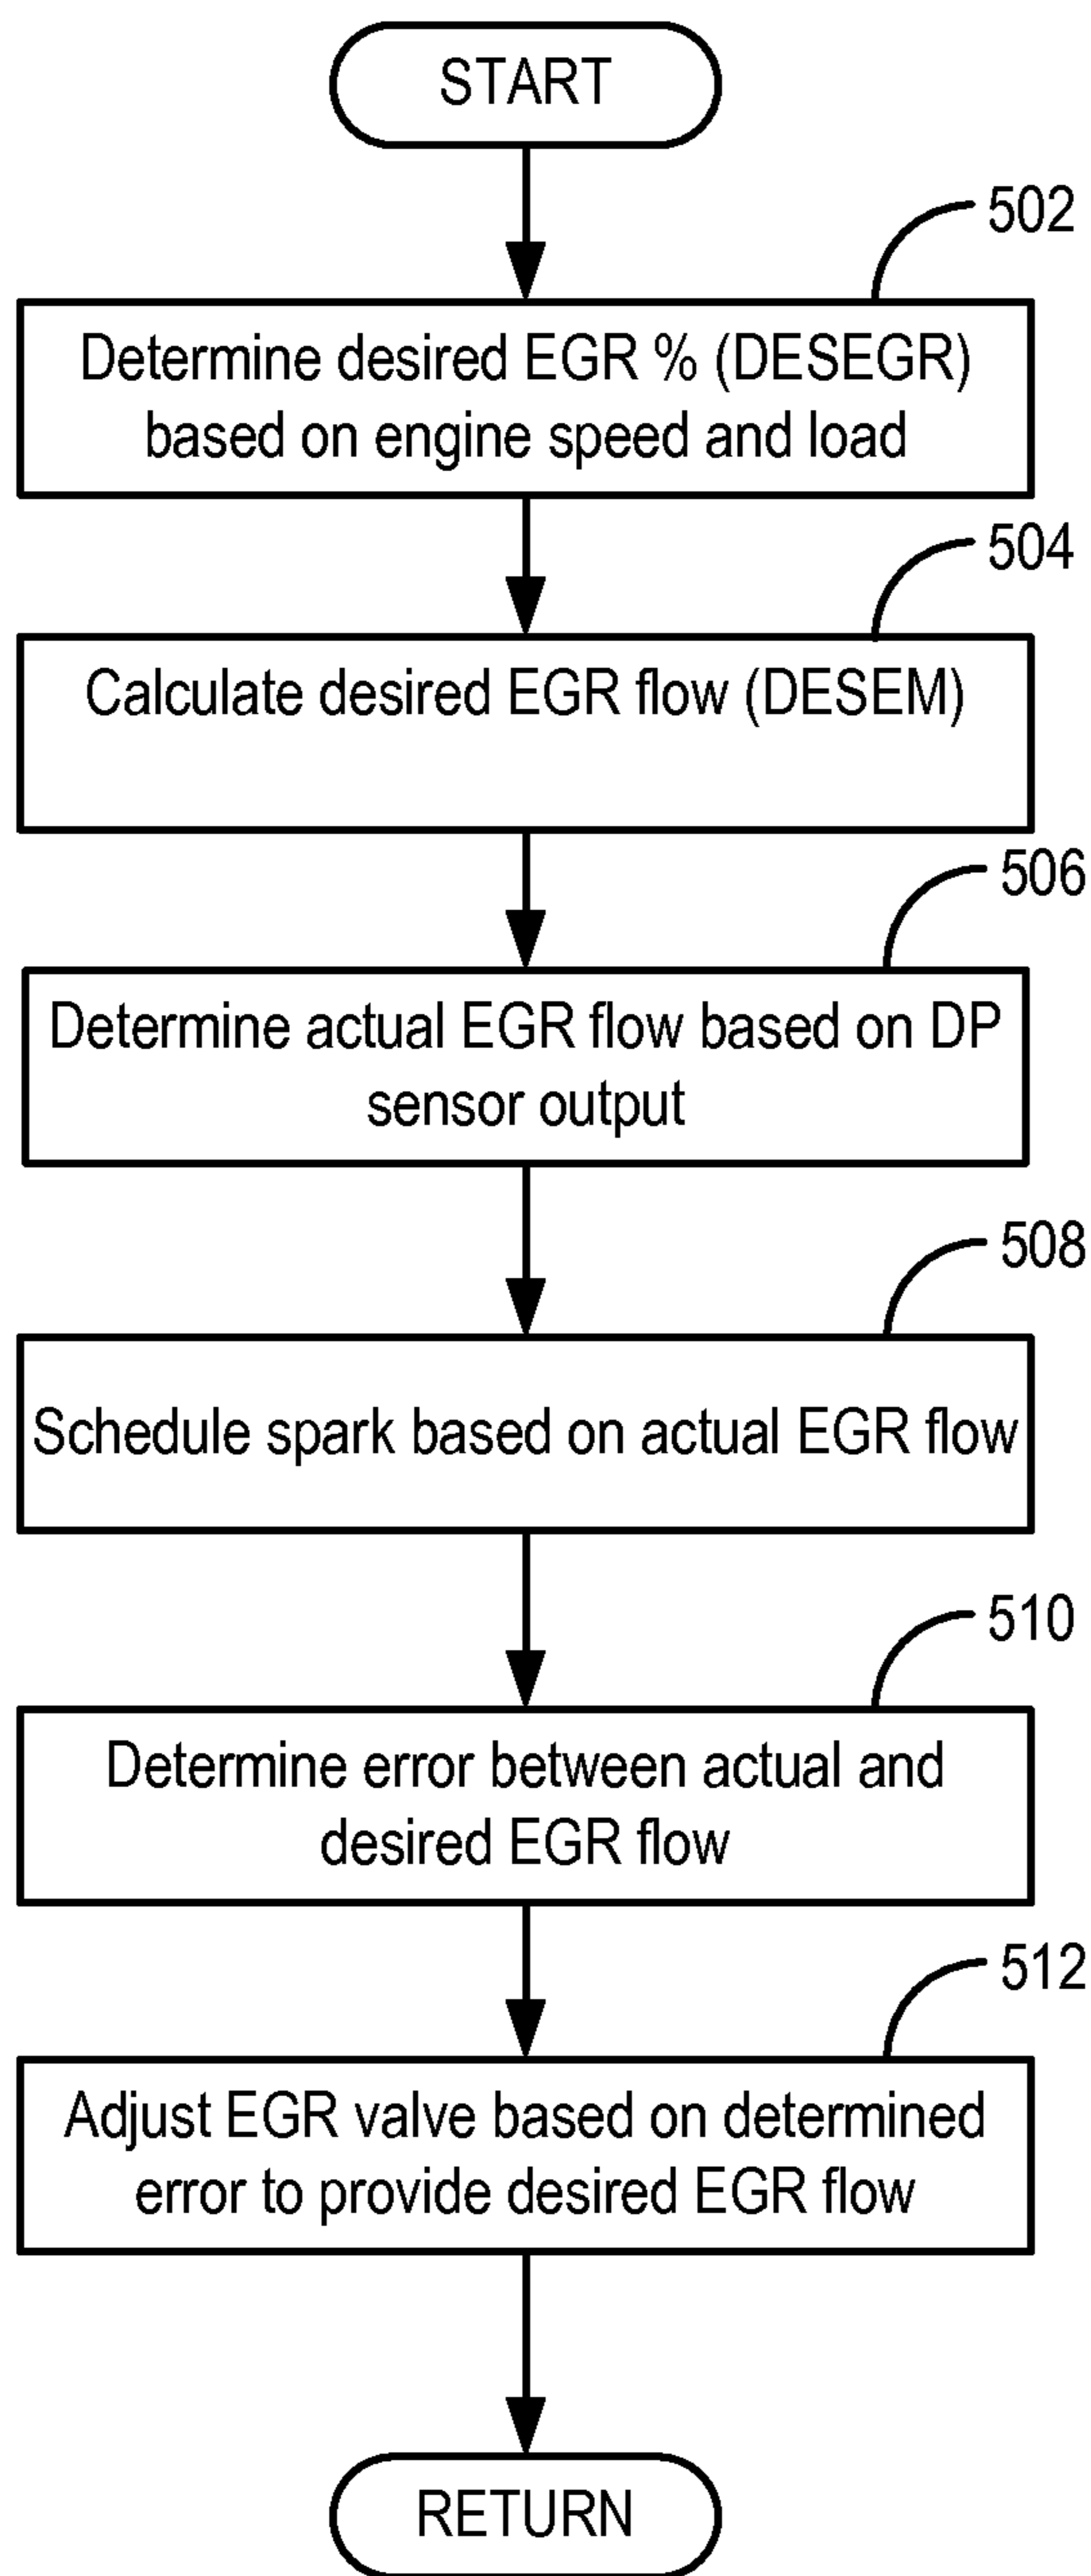 START
502
Determine desired EGR % (DESEGR)
based on engine speed and load
504
Calculate desired EGR flow (DESEM)
506
Determine actual EGR flow based on DP
sensor output
508
Schedule spark based on actual EGR flow
510
Determine error between actual and
desired EGR flow
512
Adjust EGR valve based on determined
error to provide desired EGR flow
RETURN